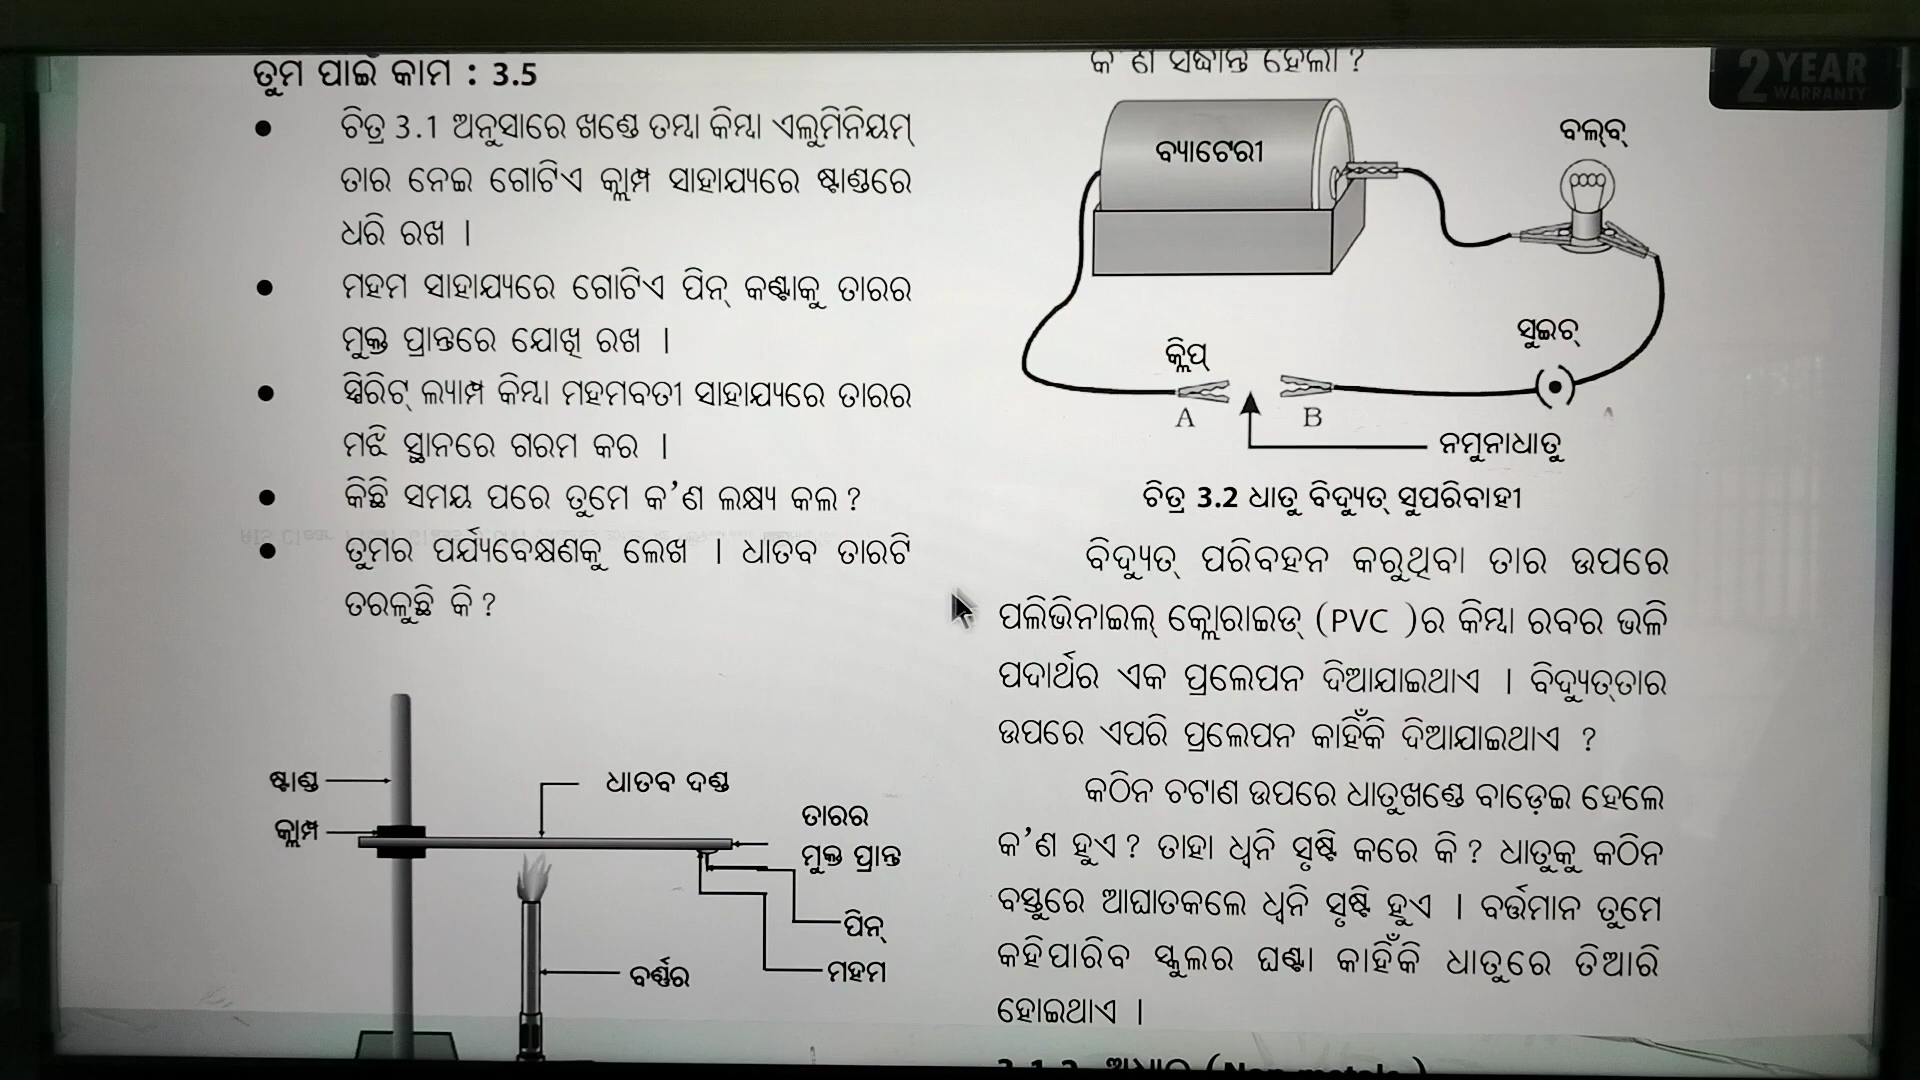 ତୁମ ପାଇଁ କାମ : 3.5
● ଚିତ୍ର 3.1 ଅନୁସାରେ ଖଣ୍ଡେ ତମ୍ବା କିମ୍ବା ଏଲୁମିନିୟମ୍
ତାର ନେଇ ଗୋଟିଏ କ୍ଲାମ୍ପ ସାହାଯ୍ୟରେ ଷ୍ଟାଣ୍ଡରେ
ଧରି ରଖ ।
● ମହମ ସାହାଯ୍ୟରେ ଗୋଟିଏ ପିନ୍ କଣ୍ଟାକୁ ତାରର
ମୁକ୍ତ ପ୍ରାନ୍ତରେ ଯୋଖି ରଖ ।
● ସ୍ପିରିଟ୍ ଲ୍ୟାମ୍ପ କିମ୍ବା ମହମବତୀ ସାହାଯ୍ୟରେ ତାରର
ମଝି ସ୍ଥାନରେ ଗରମ କର ।
● କିଛି ସମୟ ପରେ ତୁମେ କ'ଣ ଲକ୍ଷ୍ୟ କଲ ?
● ତୁମର ପର୍ଯ୍ୟବେକ୍ଷଣକୁ ଲେଖ । ଧାତବ ତାରଟି
ତରଳୁଛି କି ?
ଷ୍ଟାଣ୍ଡ
ଧାତବ ଦଣ୍ଡ
କ୍ଲାମ୍ପ
ତାରର
ମୁକ୍ତ ପ୍ରାନ୍ତ
ପିନ୍
ମହମ
ବର୍ଣ୍ଣର
କ'ଣ ସିଦ୍ଧାନ୍ତ ହେଲା ?
2 YEAR
WARRANTY
ବ୍ୟାଟେରୀ
ବଲ୍‌ବ୍
ସୁଇଚ୍
କ୍ଲିପ୍
A B
ନମୁନାଧାତୁ
ଚିତ୍ର 3.2 ଧାତୁ ବିଦ୍ୟୁତ୍ ସୁପରିବାହୀ
ବିଦ୍ୟୁତ୍ ପରିବହନ କରୁଥିବା ତାର ଉପରେ
ପଲିଭିନାଇଲ୍ କ୍ଲୋରାଇଡ୍ (PVC )ର କିମ୍ବା ରବର ଭଳି
ପଦାର୍ଥର ଏକ ପ୍ରଲେପନ ଦିଆଯାଇଥାଏ । ବିଦ୍ୟୁତ୍‌ତାର
ଉପରେ ଏପରି ପ୍ରଲେପନ କାହିଁକି ଦିଆଯାଇଥାଏ ?
କଠିନ ଚଟାଣ ଉପରେ ଧାତୁଖଣ୍ଡେ ବାଡ଼େଇ ହେଲେ
କ'ଣ ହୁଏ ? ତାହା ଧ୍ୱନି ସୃଷ୍ଟି କରେ କି ? ଧାତୁକୁ କଠିନ
ବସ୍ତୁରେ ଆଘାତକଲେ ଧ୍ୱନି ସୃଷ୍ଟି ହୁଏ । ବର୍ତ୍ତମାନ ତୁମେ
କହିପାରିବ ସ୍କୁଲର ଘଣ୍ଟା କାହିଁକି ଧାତୁରେ ତିଆରି
ହୋଇଥାଏ ।